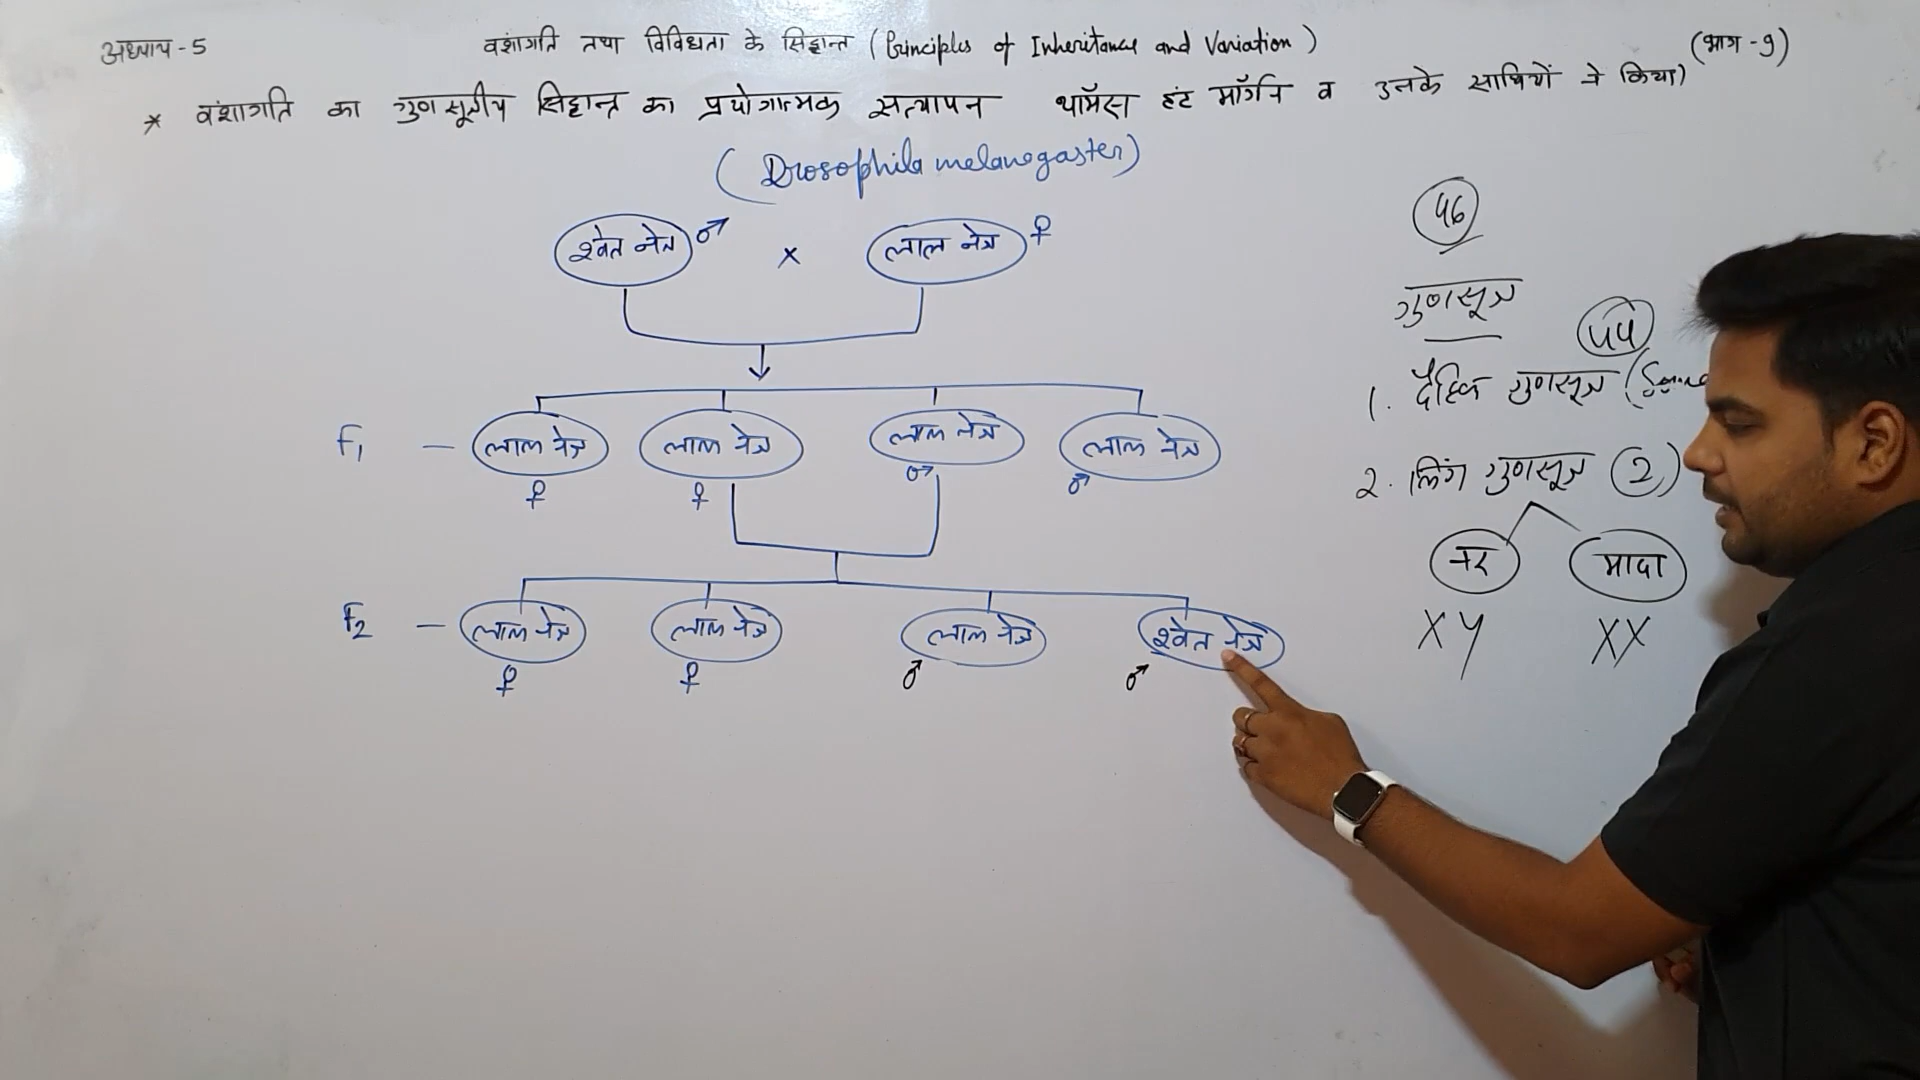 अध्याय - 5
वंशागति तथा विविधता के सिद्धान्त (Principles of Inheritance and Variation)
(भाग - 9)
* वंशागति का गुणसूत्रीय सिद्धान्त का प्रयोगात्मक सत्यापन थॉमस हंट मॉर्गन व उनके साथियों ने किया)
(Drosophila melanogaster)
श्वेत नेत्र ♂ × लाल नेत्र ♀
F1 - लाल नेत्र लाल नेत्र लाल नेत्र लाल नेत्र
♀ ♀ ♂ ♂
F2 - लाल नेत्र लाल नेत्र लाल नेत्र श्वेत नेत्र
♀ ♀ ♂ ♂
46
गुणसूत्र
44
1. दैहिक गुणसूत्र (
2. लिंग गुणसूत्र (2)
नर मादा
XY XX